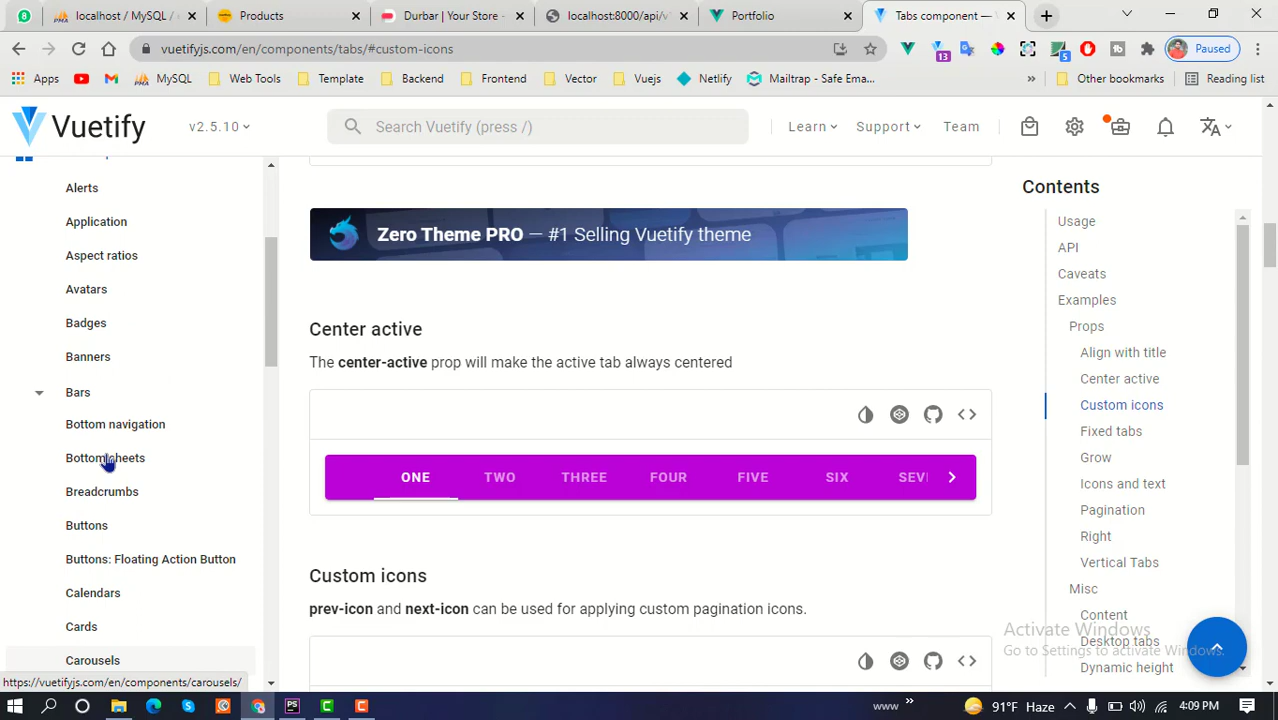 localhost / MySQL /
Products
Durbar | Your Store -
localhost:8000/api/v
Portfolio
Tabs component —
vuetifyjs.com/en/components/tabs/#custom-icons
13
5
Paused
Apps
MySQL
Web Tools
Template
Backend
Frontend
Vector
Vuejs
Netlify
Mailtrap - Safe Ema...
»
Other bookmarks
Reading list
Vuetify
v2.5.10
Search Vuetify (press /)
Learn
Support
Team
Alerts
Application
Aspect ratios
Avatars
Badges
Banners
Bars
Bottom navigation
Bottom sheets
Breadcrumbs
Buttons
Buttons: Floating Action Button
Calendars
Cards
Carousels
https://vuetifyjs.com/en/components/carousels/
Zero Theme PRO — #1 Selling Vuetify theme
Center active
The center-active prop will make the active tab always centered
ONE TWO THREE FOUR FIVE SIX
Custom icons
prev-icon and next-icon can be used for applying custom pagination icons.
Contents
Usage
API
Caveats
Examples
Props
Align with title
Center active
Custom icons
Fixed tabs
Grow
Icons and text
Pagination
Right
Vertical Tabs
Misc
Content
Desktop tabs
Dynamic height
Activate Windows
Go to Settings to activate Windows.
PS
www »
91°F Haze
4:09 PM